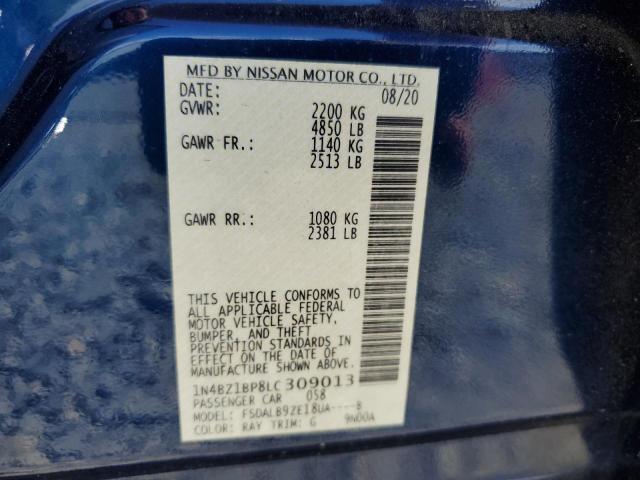 MFD BY NISSAN MOTOR CO., LTD.
DATE: 08/20
GVWR: 2200 KG
4850 LB
GAWR FR.: 1140 KG
2513 LB
GAWR RR.: 1080 KG
2381 LB
THIS VEHICLE CONFORMS TO
ALL APPLICABLE FEDERAL
MOTOR VEHICLE SAFETY,
BUMPER, AND THEFT
PREVENTION STANDARDS IN
EFFECT ON THE DATE OF
MANUFACTURE SHOWN ABOVE.
1N4BZ1BP8LC309013
PASSENGER CAR 058
MODEL: FSDALB9ZE18UA----B
COLOR: RAY TRIM: G 9N00A